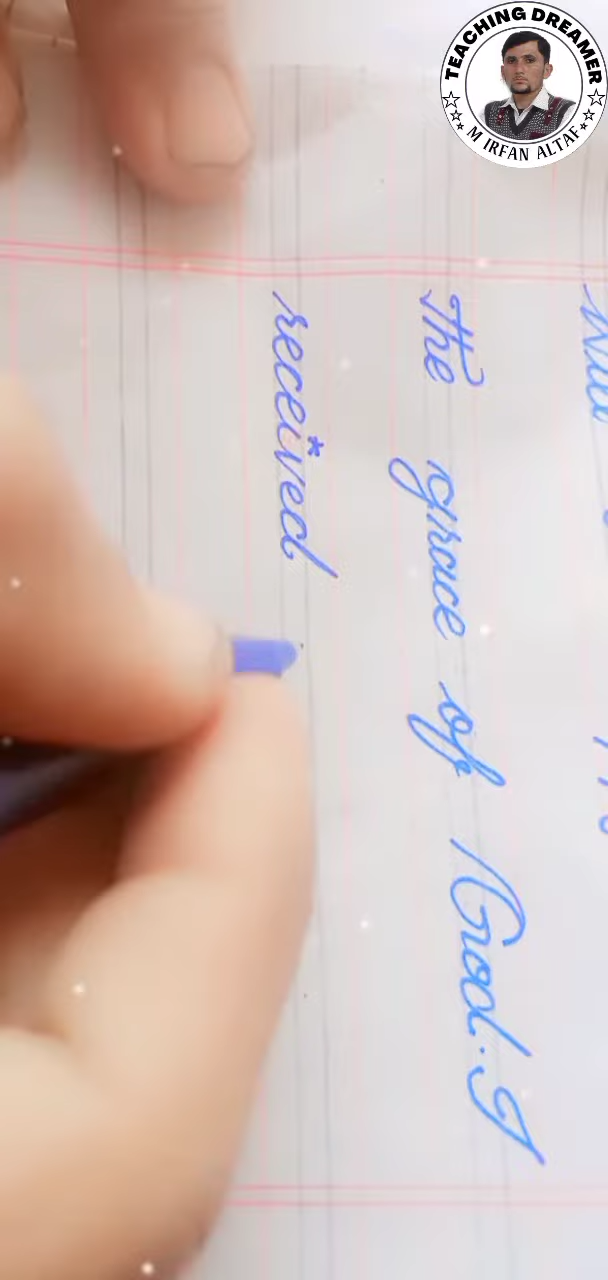 TEACHING DREAMER
M IRFAN ALTAF
The grace of God. I
received